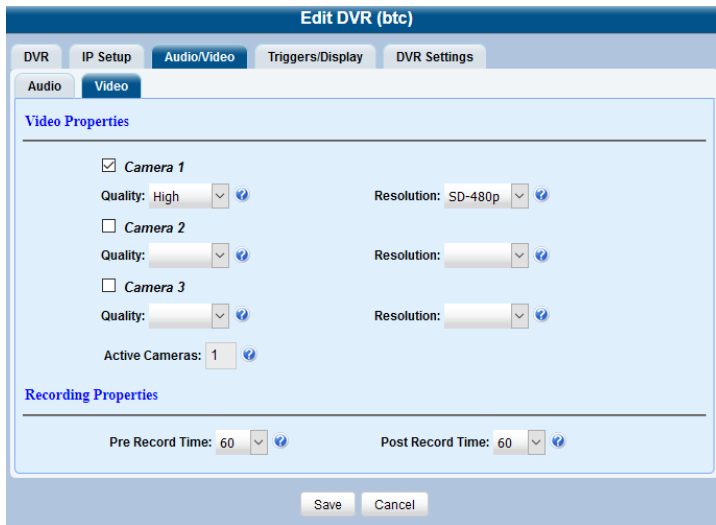 Edit DVR (btc)
DVR IP Setup Audio/Video Triggers/Display DVR Settings
Audio Video
Video Properties
Camera 1
Quality: High Resolution: SD-480p
Camera 2
Quality: Resolution:
Camera 3
Quality: Resolution:
Active Cameras: 1
Recording Properties
Pre Record Time: 60 Post Record Time: 60
Save Cancel